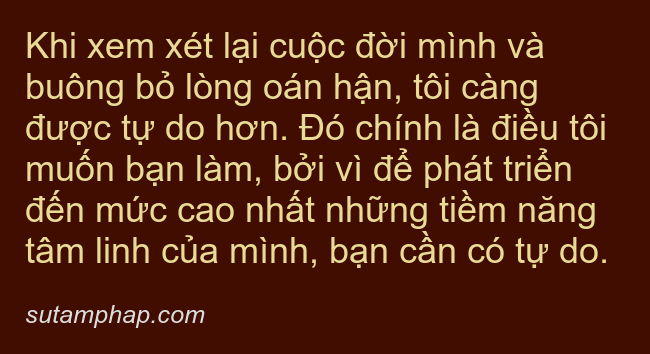 Khi xem xét lại cuộc đời mình và
buông bỏ lòng oán hận, tôi càng
được tự do hơn. Đó chính là điều tôi
muốn bạn làm, bởi vì để phát triển
đến mức cao nhất những tiềm năng
tâm linh của mình, bạn cần có tự do.
sutamphap.com